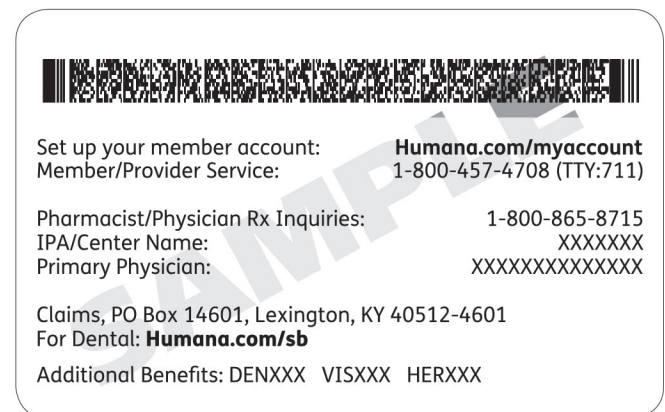 Set up your member account: Humana.com/myaccount
Member/Provider Service: 1-800-457-4708 (TTY:711)
Pharmacist/Physician Rx Inquiries: 1-800-865-8715
IPA/Center Name: XXXXXXX
Primary Physician: XXXXXXXXXXXXXX
Claims, PO Box 14601, Lexington, KY 40512-4601
For Dental: Humana.com/sb
Additional Benefits: DENXXX VISXXX HERXXX
SAMPLE